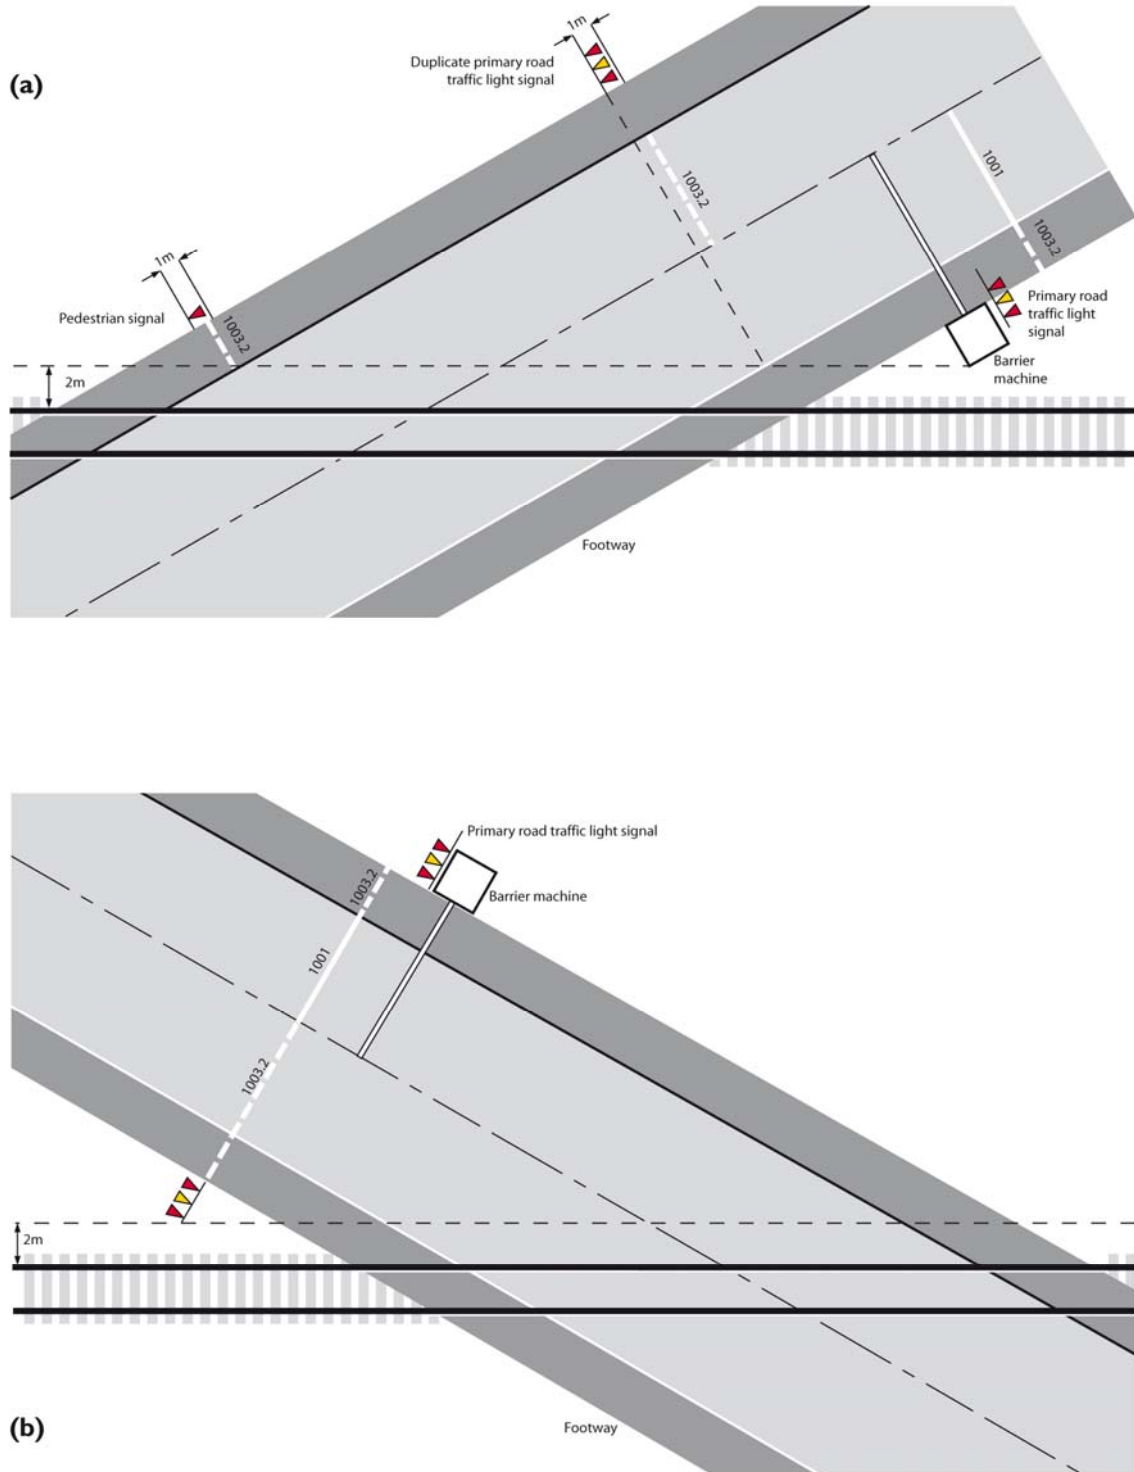 (a)
1m
Duplicate primary road
traffic light signal
1003.2
1001
1003.2
1m
Pedestrian signal
1003.2
Primary road
traffic light
signal
2m
Barrier
machine
Footway
Primary road traffic light signal
1003.2
Barrier machine
1001
1003.2
2m
(b)
Footway